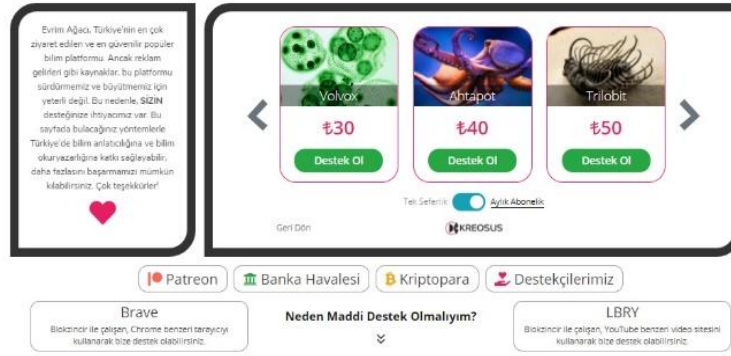 Evrim Ağacı, Türkiye'nin en çok
ziyaret edilen ve en güvenilir popüler
bilim platformu. Ancak reklam
gelirleri gibi kaynaklar, bu platformu
sürdürmemiz ve büyütmemiz için
yeterli değil. Bu nedenle, SİZİN
desteğinize ihtiyacımız var. Bu
sayfada bulacağınız yöntemlerle
Türkiye'de bilim anlatıcılığına ve bilim
okuryazarlığına katkı sağlayabilir,
daha fazlasını başarmamızı mümkün
kılabilirsiniz. Çok teşekkürler!
Volvox
₺30
Destek Ol
Ahtapot
₺40
Destek Ol
Trilobit
₺50
Destek Ol
Tek Seferlik Aylık Abonelik
Geri Dön
KREOSUS
Patreon
Banka Havalesi
Kriptopara
Destekçilerimiz
Brave
Blokzincir ile çalışan, Chrome benzeri tarayıcıyı
kullanarak bize destek olabilirsiniz.
Neden Maddi Destek Olmalıyım?
LBRY
Blokzincir ile çalışan, YouTube benzeri video sitesini
kullanarak bize destek olabilirsiniz.